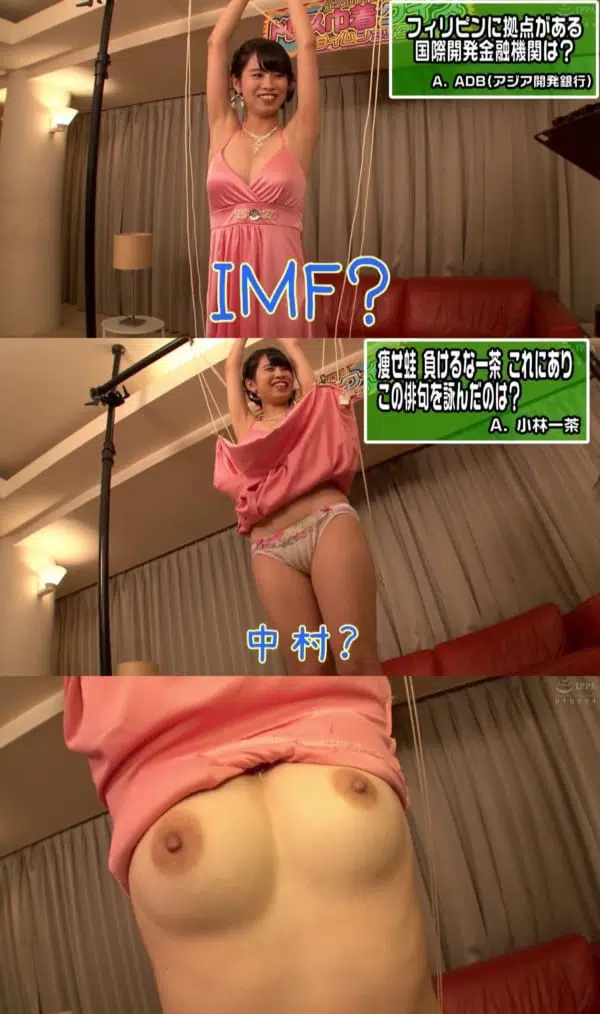 フィリピンに拠点がある
国際開発金融機関は？
A. ADB(アジア開発銀行)
IMF？
痩せ蛙 負けるな一茶 これにあり
この俳句を詠んだのは？
A. 小林一茶
中村？
IPPA